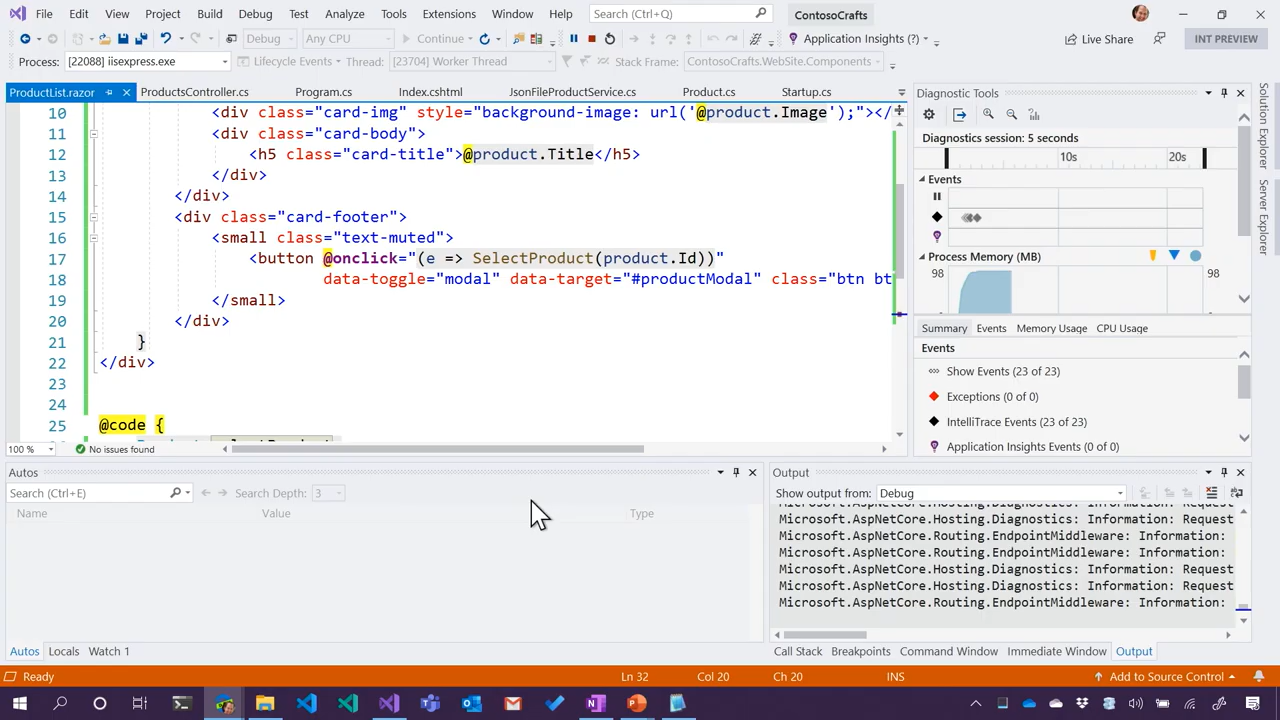 File Edit View Project Build Debug Test Analyze Tools Extensions Window Help Search (Ctrl+Q) ContosoCrafts
Debug Any CPU Continue Application Insights (?) Live Share INT PREVIEW
Process: [22088] iisexpress.exe Lifecycle Events Thread: [23704] Worker Thread Stack Frame: ContosoCrafts.WebSite.Components
ProductList.razor ProductsController.cs Program.cs Index.cshtml JsonFileProductService.cs Product.cs Startup.cs
10 <div class="card-img" style="background-image: url('@product.Image');"></
11 <div class="card-body">
12 <h5 class="card-title">@product.Title</h5>
13 </div>
14 </div>
15 <div class="card-footer">
16 <small class="text-muted">
17 <button @onclick="(e => SelectProduct(product.Id))"
18 data-toggle="modal" data-target="#productModal" class="btn bt
19 </small>
20 </div>
21 }
22 </div>
23
24
25 @code {
100 % No issues found
Diagnostic Tools
Diagnostics session: 5 seconds
10s 20s
Events
Process Memory (MB)
98 98
Summary Events Memory Usage CPU Usage
Events
Show Events (23 of 23)
Exceptions (0 of 0)
IntelliTrace Events (23 of 23)
Application Insights Events (0 of 0)
Solution Explorer
Server Explorer
Autos
Search (Ctrl+E) Search Depth: 3
Name Value Type
Autos Locals Watch 1
Output
Show output from: Debug
Microsoft.AspNetCore.Hosting.Diagnostics: Information: Request
Microsoft.AspNetCore.Routing.EndpointMiddleware: Information:
Microsoft.AspNetCore.Routing.EndpointMiddleware: Information:
Microsoft.AspNetCore.Hosting.Diagnostics: Information: Request
Microsoft.AspNetCore.Hosting.Diagnostics: Information: Request
Microsoft.AspNetCore.Routing.EndpointMiddleware: Information:
Call Stack Breakpoints Command Window Immediate Window Output
Ready Ln 32 Col 20 Ch 20 INS Add to Source Control